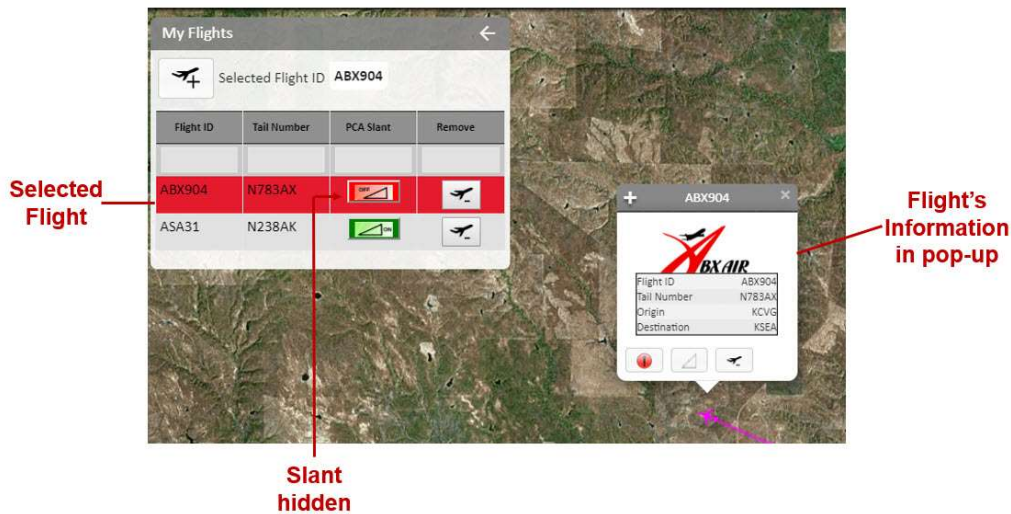 My Flights
Selected Flight ID ABX904
Flight ID Tail Number PCA Slant Remove
ABX904 N783AX OFF
ASA31 N238AK ON
Selected
Flight
Slant
hidden
ABX904
ABX AIR
Flight ID ABX904
Tail Number N783AX
Origin KCVG
Destination KSEA
Flight's
Information
in pop-up